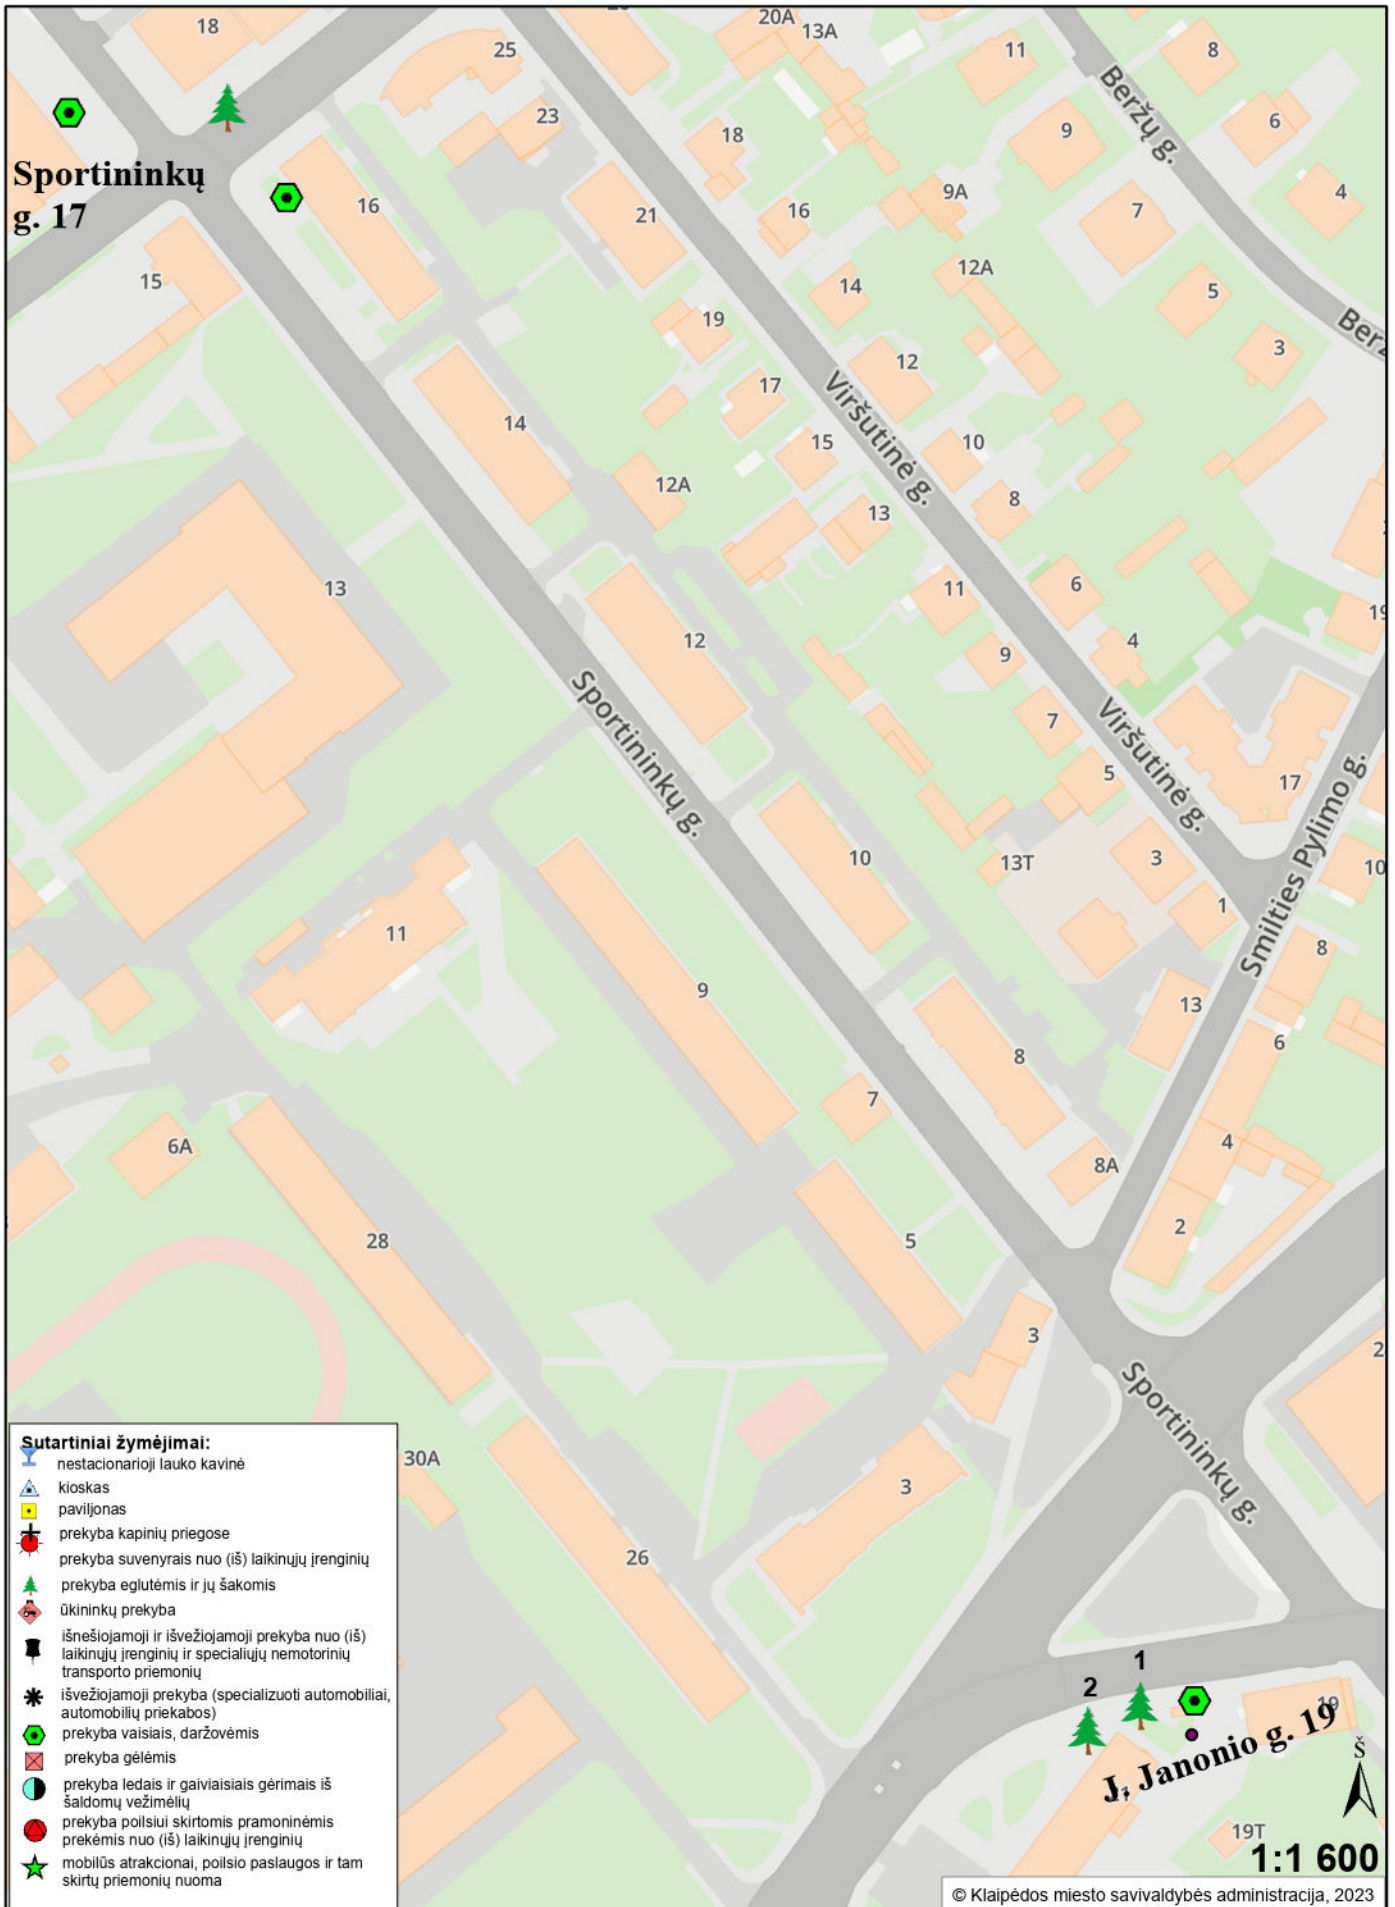 18
25
20A
13A
11
8
Beržų g.
23
18
9
6
Sportininkų
g. 17
16
21
16
9A
7
4
15
19
14
12A
5
3
12
17
14
15
10
Viršutinė g.
12A
13
8
13
11
6
12
9
4
Sportininkų g.
7
Viršutinė g.
5
17
Smilties Pylimo g.
10
13T
3
10
1
11
8
9
13
6
8
7
6A
4
8A
28
5
2
3
Sportininkų g.
30A
3
26
Sutartiniai žymėjimai:
nestacionarioji lauko kavinė
kioskas
paviljonas
prekyba kapinių priegose
prekyba suvenyrais nuo (iš) laikinųjų įrenginių
prekyba eglutėmis ir jų šakomis
ūkininkų prekyba
išnešiojamoji ir išvežiojamoji prekyba nuo (iš)
laikinųjų įrenginių ir specialiųjų nemotorinių
transporto priemonių
išvežiojamoji prekyba (specializuoti automobiliai,
automobilių priekabos)
prekyba vaisiais, daržovėmis
prekyba gėlėmis
prekyba ledais ir gaiviaisiais gėrimais iš
šaldomų vežimėlių
prekyba poilsiui skirtomis pramoninėmis
prekėmis nuo (iš) laikinųjų įrenginių
mobilūs atrakcionai, poilsio paslaugos ir tam
skirtų priemonių nuoma
1
2
19
J. Janonio g. 19
Š
19T
1:1 600
© Klaipėdos miesto savivaldybės administracija, 2023